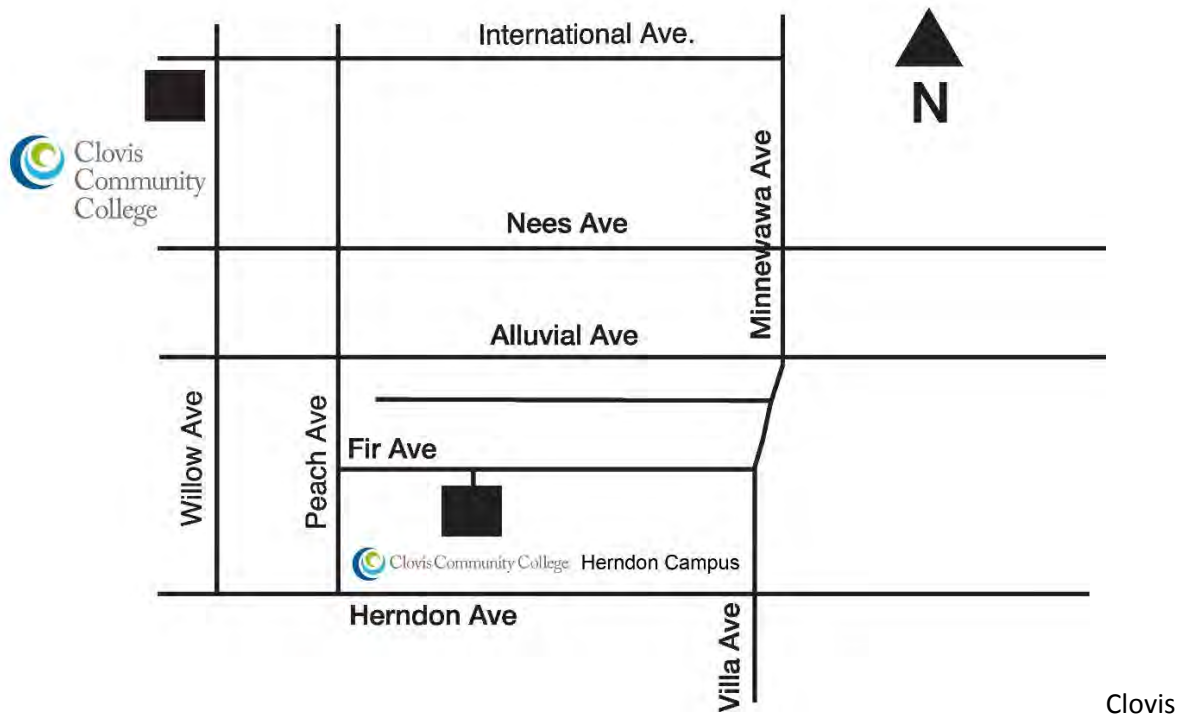 International Ave.
N
Clovis
Community
College
Minnewawa Ave
Nees Ave
Alluvial Ave
Willow Ave
Peach Ave
Fir Ave
Clovis Community College Herndon Campus
Herndon Ave
Villa Ave
Clovis